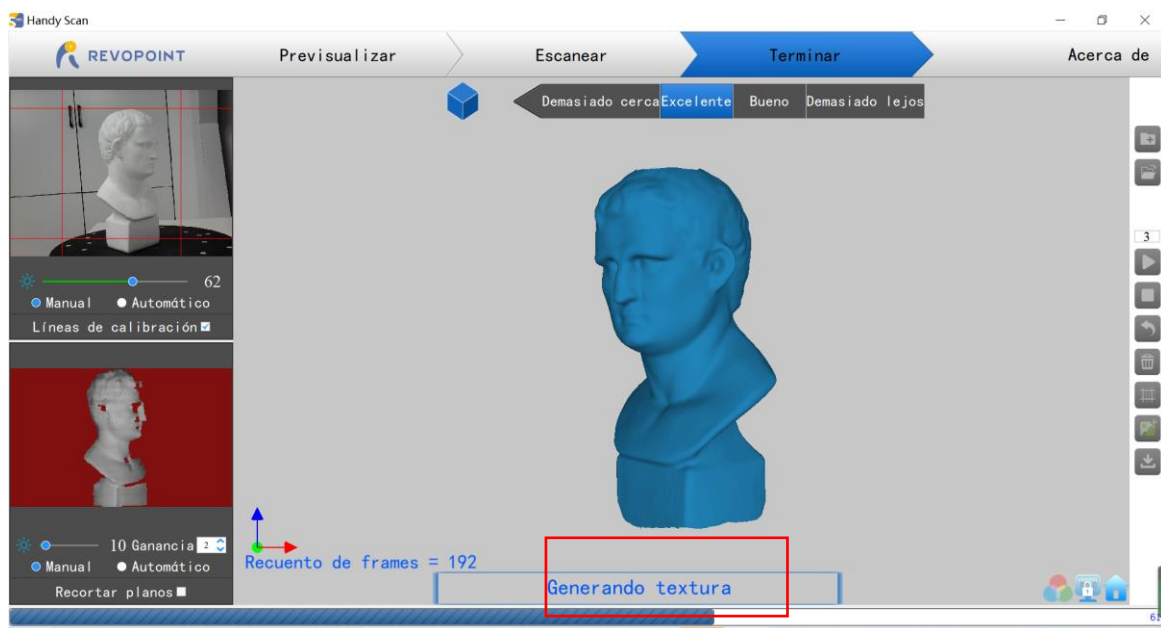 Handy Scan
REVOPOINT
Previsualizar
Escanear
Terminar
Acerca de
Demasiado cerca
Excelente
Bueno
Demasiado lejos
62
Manual
Automático
Líneas de calibración
3
10 Ganancia 2
Manual
Automático
Recortar planos
Recuento de frames = 192
Generando textura